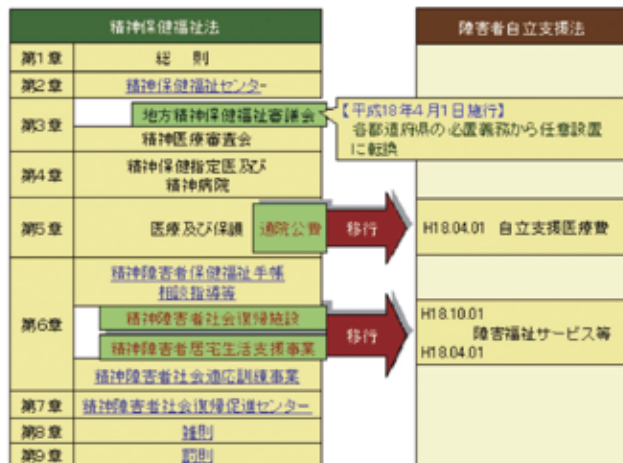 精神保健福祉法
障害者自立支援法
第1章
総 則
第2章
精神保健福祉センター
第3章
地方精神保健福祉審議会
精神医療審査会
【平成18年4月1日施行】
各都道府県の必置義務から任意設置
に転換
第4章
精神保健指定医及び
精神病院
第5章
医療及び保護
通院公費
移行
H18.04.01 自立支援医療費
第6章
精神障害者保健福祉手帳
相談指導等
精神障害者社会復帰施設
精神障害者居宅生活支援事業
精神障害者社会適応訓練事業
移行
H18.10.01
障害福祉サービス等
H18.04.01
第7章
精神障害者社会復帰促進センター
第8章
雑則
第9章
罰則